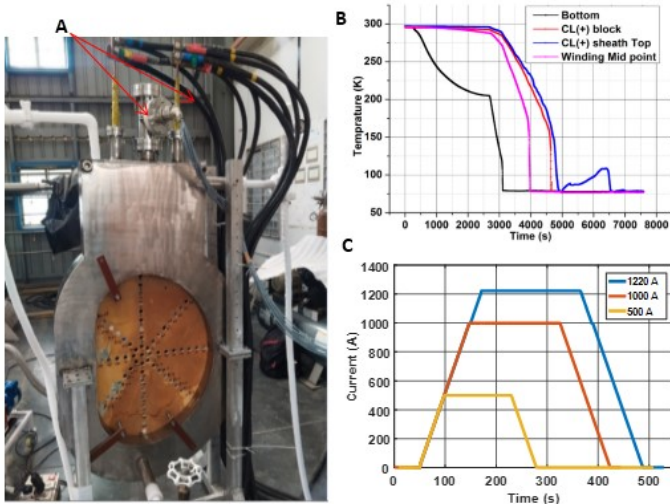 A
B
Temprature (K)
300
250
200
150
100
50
Bottom
CL(+) block
CL(+) sheath Top
Winding Mid point
0 1000 2000 3000 4000 5000 6000 7000 8000
Time (s)
C
Current (A)
1400
1200
1000
800
600
400
200
0
1220 A
1000 A
500 A
0 100 200 300 400 500
Time (s)